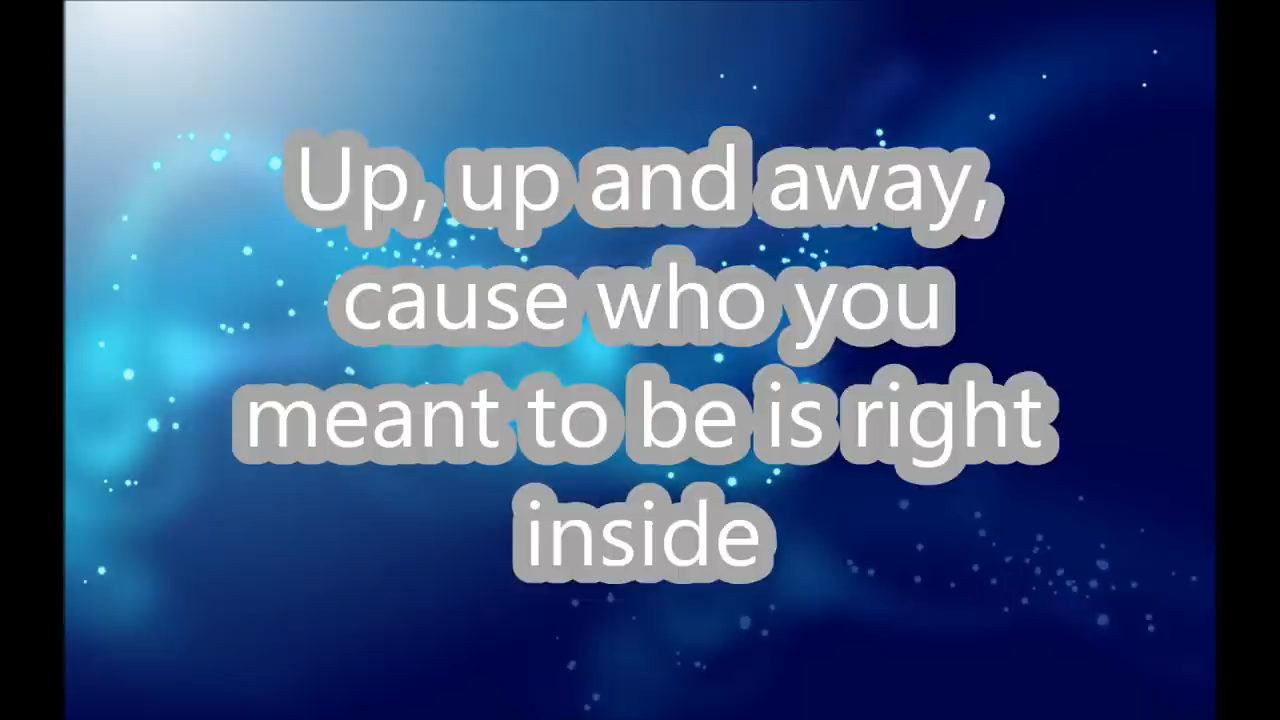 Up, up and away,
cause who you
meant to be is right
inside